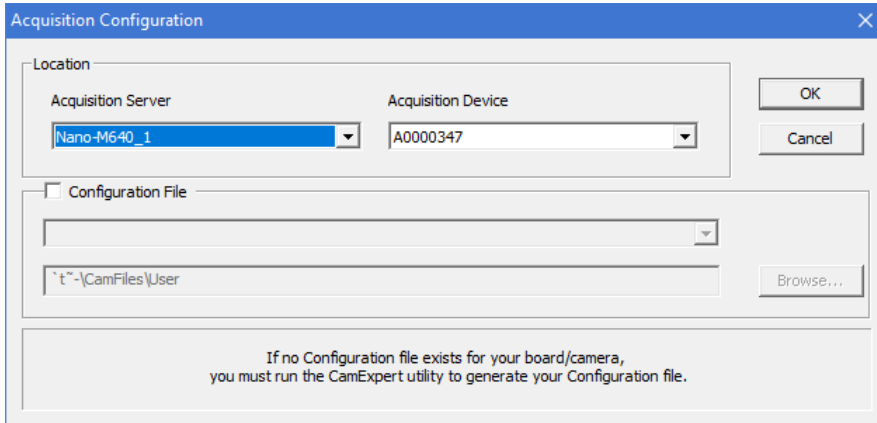 Acquisition Configuration
Location
Acquisition Server Acquisition Device
Nano-M640_1 A0000347
OK
Cancel
Configuration File
`t˜-\CamFiles\User
Browse...
If no Configuration file exists for your board/camera,
you must run the CamExpert utility to generate your Configuration file.